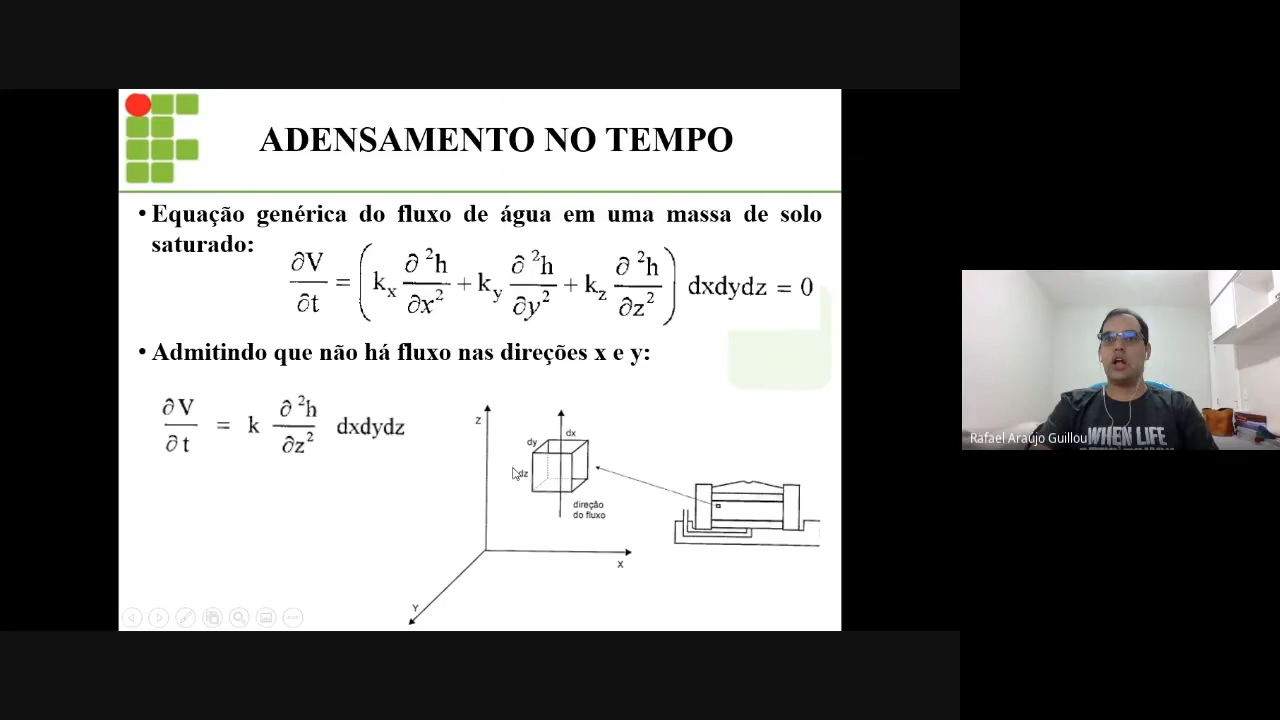 ADENSAMENTO NO TEMPO
• Equação genérica do fluxo de água em uma massa de solo
saturado:
∂V/∂t = ( kx ∂²h/∂x² + ky ∂²h/∂y² + kz ∂²h/∂z² ) dxdydz = 0
• Admitindo que não há fluxo nas direções x e y:
∂V/∂t = k ∂²h/∂z² dxdydz
z
dx
dy
dz
direção
do fluxo
x
Y
Rafael Araújo Guillou
WHEN LIFE